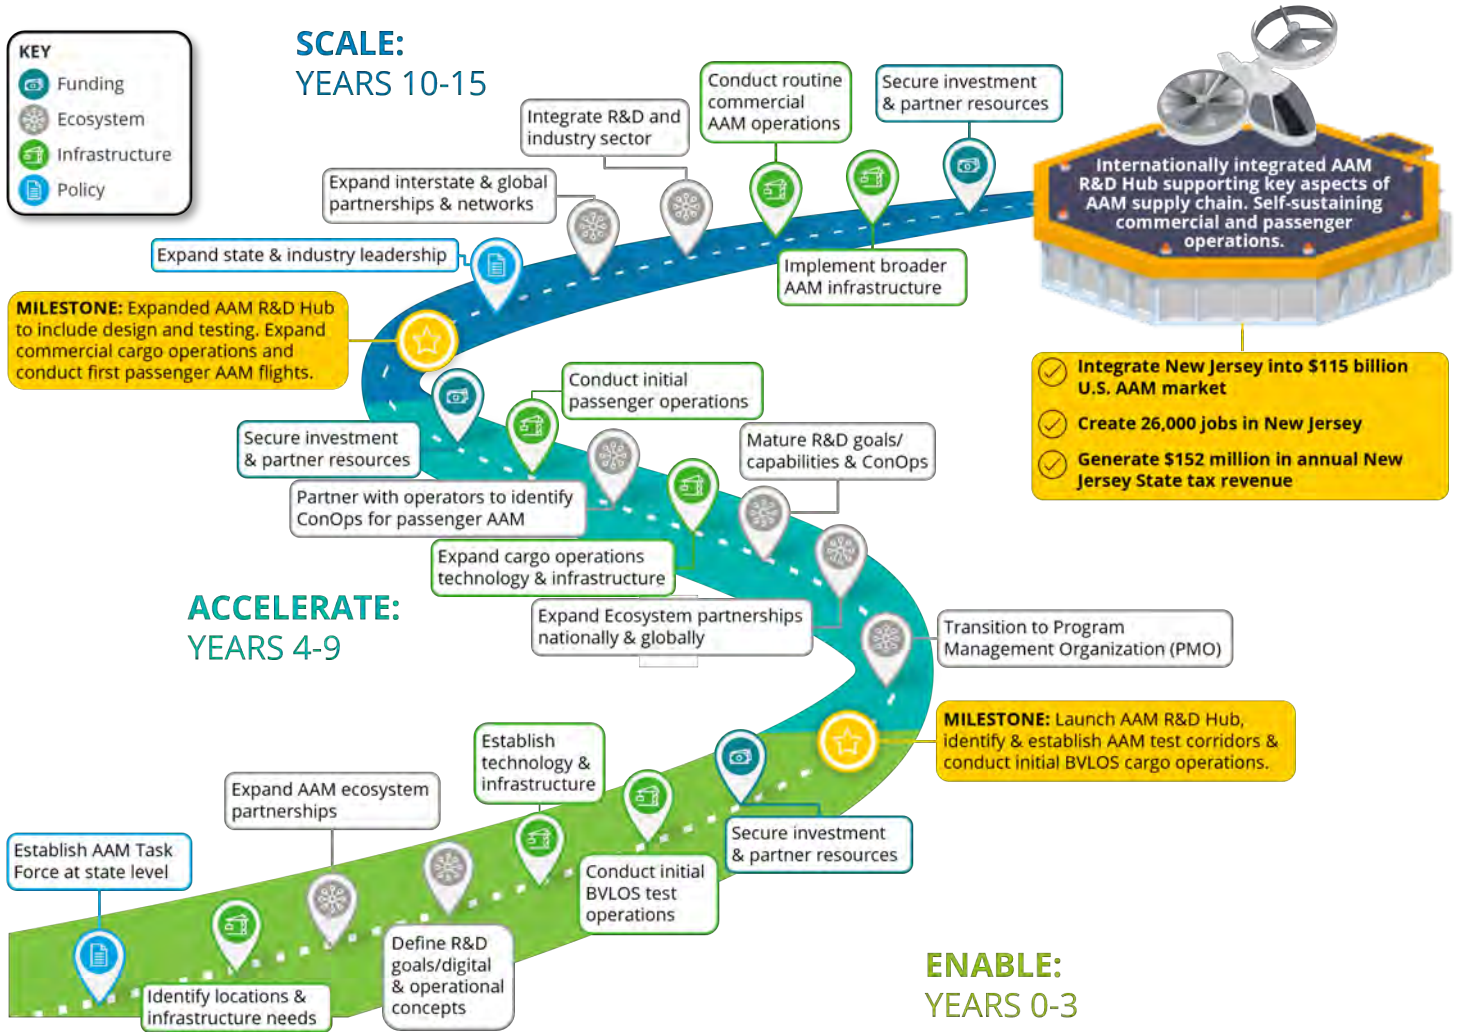 KEY
Funding
Ecosystem
Infrastructure
Policy
SCALE:
YEARS 10-15
Conduct routine
commercial
AAM operations
Secure investment
& partner resources
Integrate R&D and
industry sector
Expand interstate & global
partnerships & networks
Expand state & industry leadership
Implement broader
AAM infrastructure
Internationally integrated AAM
R&D Hub supporting key aspects of
AAM supply chain. Self-sustaining
commercial and passenger
operations.
MILESTONE: Expanded AAM R&D Hub
to include design and testing. Expand
commercial cargo operations and
conduct first passenger AAM flights.
Integrate New Jersey into $115 billion
U.S. AAM market
Create 26,000 jobs in New Jersey
Generate $152 million in annual New
Jersey State tax revenue
Conduct initial
passenger operations
Secure investment
& partner resources
Mature R&D goals/
capabilities & ConOps
Partner with operators to identify
ConOps for passenger AAM
Expand cargo operations
technology & infrastructure
ACCELERATE:
YEARS 4-9
Expand Ecosystem partnerships
nationally & globally
Transition to Program
Management Organization (PMO)
MILESTONE: Launch AAM R&D Hub,
identify & establish AAM test corridors &
conduct initial BVLOS cargo operations.
Establish
technology &
infrastructure
Expand AAM ecosystem
partnerships
Secure investment
& partner resources
Establish AAM Task
Force at state level
Conduct initial
BVLOS test
operations
Define R&D
goals/digital
& operational
concepts
Identify locations &
infrastructure needs
ENABLE:
YEARS 0-3